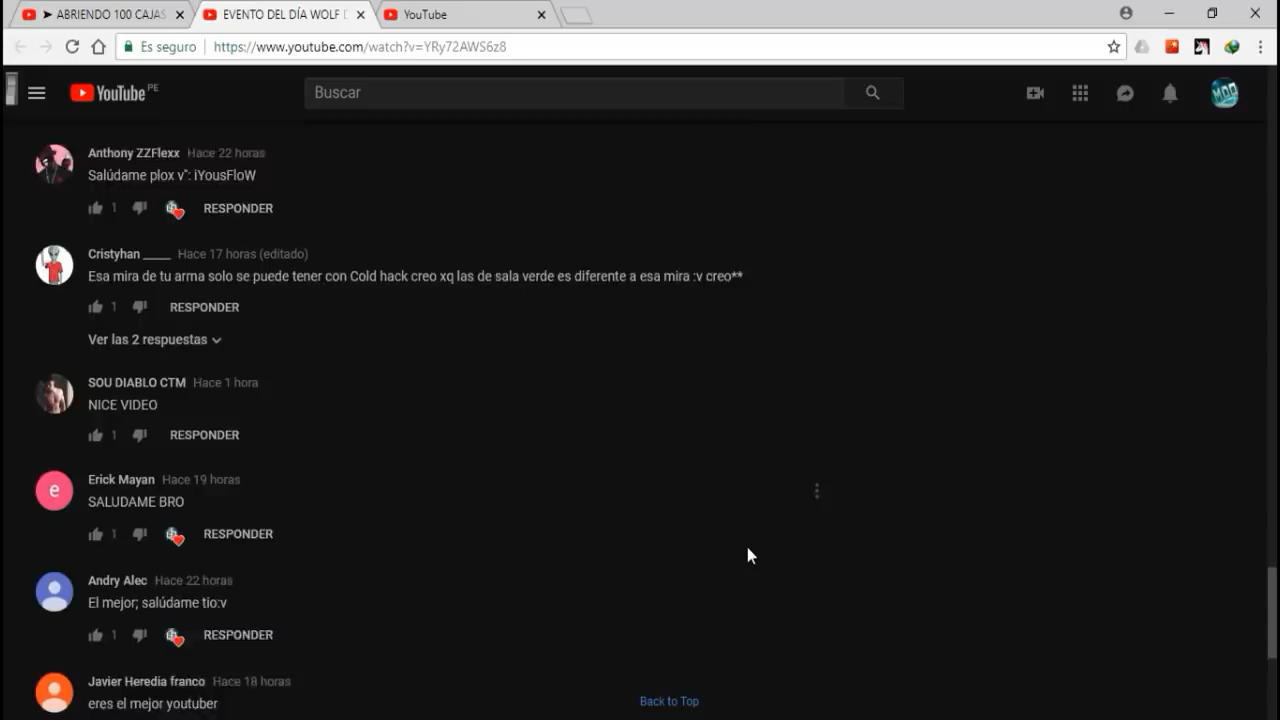 ➤ ABRIENDO 100 CAJAS
EVENTO DEL DÍA WOLF
YouTube
Es seguro
https://www.youtube.com/watch?v=YRy72AWS6z8
YouTube PE
Buscar
Anthony ZZFlexx Hace 22 horas
Salúdame plox v": iYousFloW
1
RESPONDER
Cristyhan _____ Hace 17 horas (editado)
Esa mira de tu arma solo se puede tener con Cold hack creo xq las de sala verde es diferente a esa mira :v creo**
1
RESPONDER
Ver las 2 respuestas
SOU DIABLO CTM Hace 1 hora
NICE VIDEO
1
RESPONDER
Erick Mayan Hace 19 horas
e
SALUDAME BRO
1
RESPONDER
Andry Alec Hace 22 horas
El mejor; salúdame tio:v
1
RESPONDER
Javier Heredia franco Hace 18 horas
eres el mejor youtuber
Back to Top